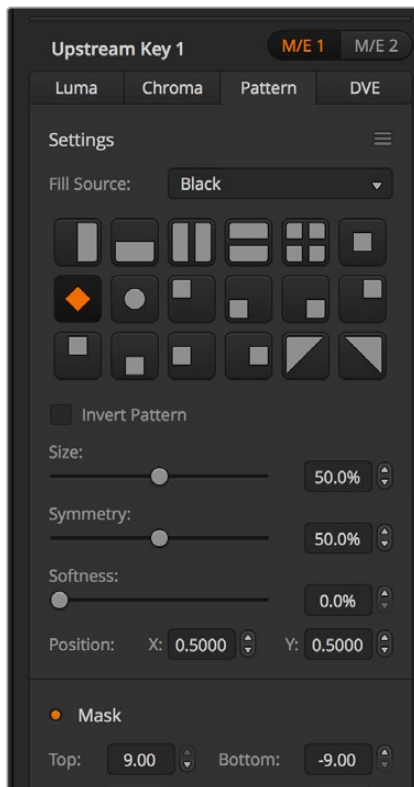 Upstream Key 1 M/E 1 M/E 2
Luma Chroma Pattern DVE
Settings
Fill Source: Black
Invert Pattern
Size:
50.0%
Symmetry:
50.0%
Softness:
0.0%
Position: X: 0.5000 Y: 0.5000
Mask
Top: 9.00 Bottom: -9.00